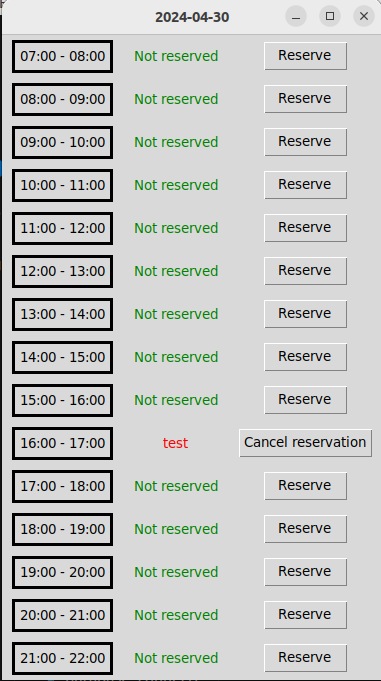 2024-04-30
07:00 - 08:00 Not reserved Reserve
08:00 - 09:00 Not reserved Reserve
09:00 - 10:00 Not reserved Reserve
10:00 - 11:00 Not reserved Reserve
11:00 - 12:00 Not reserved Reserve
12:00 - 13:00 Not reserved Reserve
13:00 - 14:00 Not reserved Reserve
14:00 - 15:00 Not reserved Reserve
15:00 - 16:00 Not reserved Reserve
16:00 - 17:00 test Cancel reservation
17:00 - 18:00 Not reserved Reserve
18:00 - 19:00 Not reserved Reserve
19:00 - 20:00 Not reserved Reserve
20:00 - 21:00 Not reserved Reserve
21:00 - 22:00 Not reserved Reserve